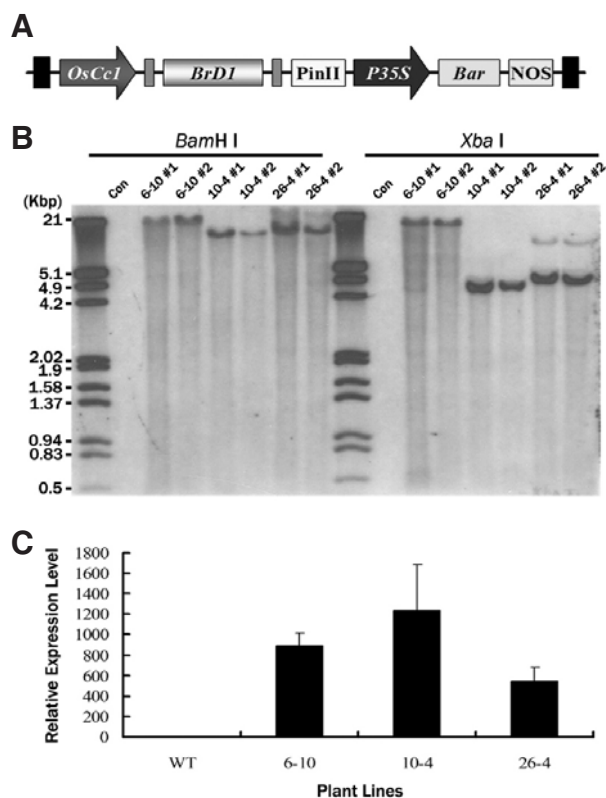 A
OsCc1 BrD1 PinII P35S Bar NOS
B
BamH I Xba I
(Kbp) Con 6-10 #1 6-10 #2 10-4 #1 10-4 #2 26-4 #1 26-4 #2 Con 6-10 #1 6-10 #2 10-4 #1 10-4 #2 26-4 #1 26-4 #2
21
5.1
4.9
4.2
2.02
1.9
1.58
1.37
0.94
0.83
0.5
C
Relative Expression Level
1800
1600
1400
1200
1000
800
600
400
200
0
WT 6-10 10-4 26-4
Plant Lines